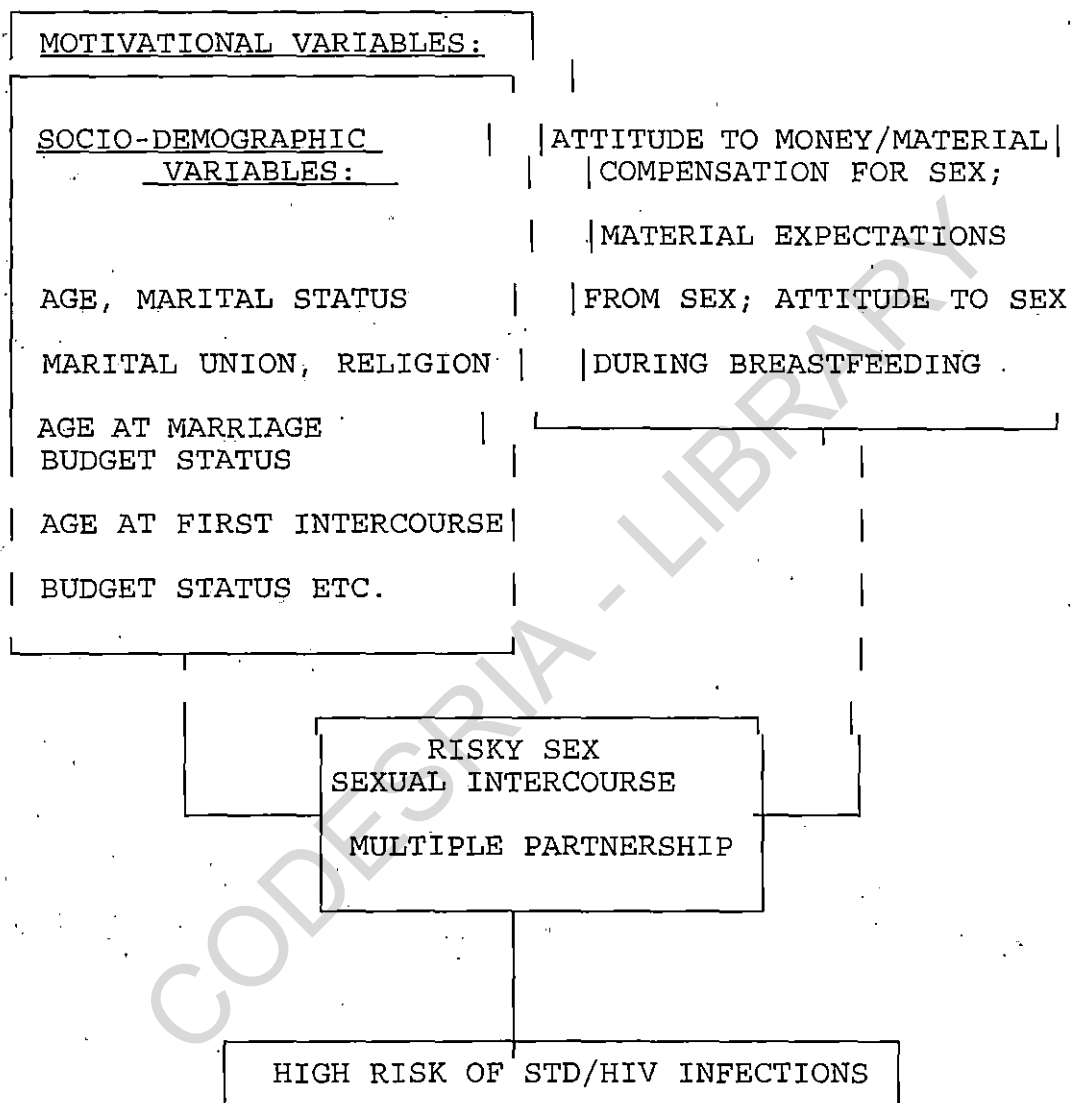 MOTIVATIONAL VARIABLES:
SOCIO-DEMOGRAPHIC
VARIABLES:
AGE, MARITAL STATUS
MARITAL UNION, RELIGION
AGE AT MARRIAGE
BUDGET STATUS
AGE AT FIRST INTERCOURSE
BUDGET STATUS ETC.
ATTITUDE TO MONEY/MATERIAL
COMPENSATION FOR SEX;
MATERIAL EXPECTATIONS
FROM SEX; ATTITUDE TO SEX
DURING BREASTFEEDING
RISKY SEX
SEXUAL INTERCOURSE
MULTIPLE PARTNERSHIP
HIGH RISK OF STD/HIV INFECTIONS
CODESRIA - LIBRARY